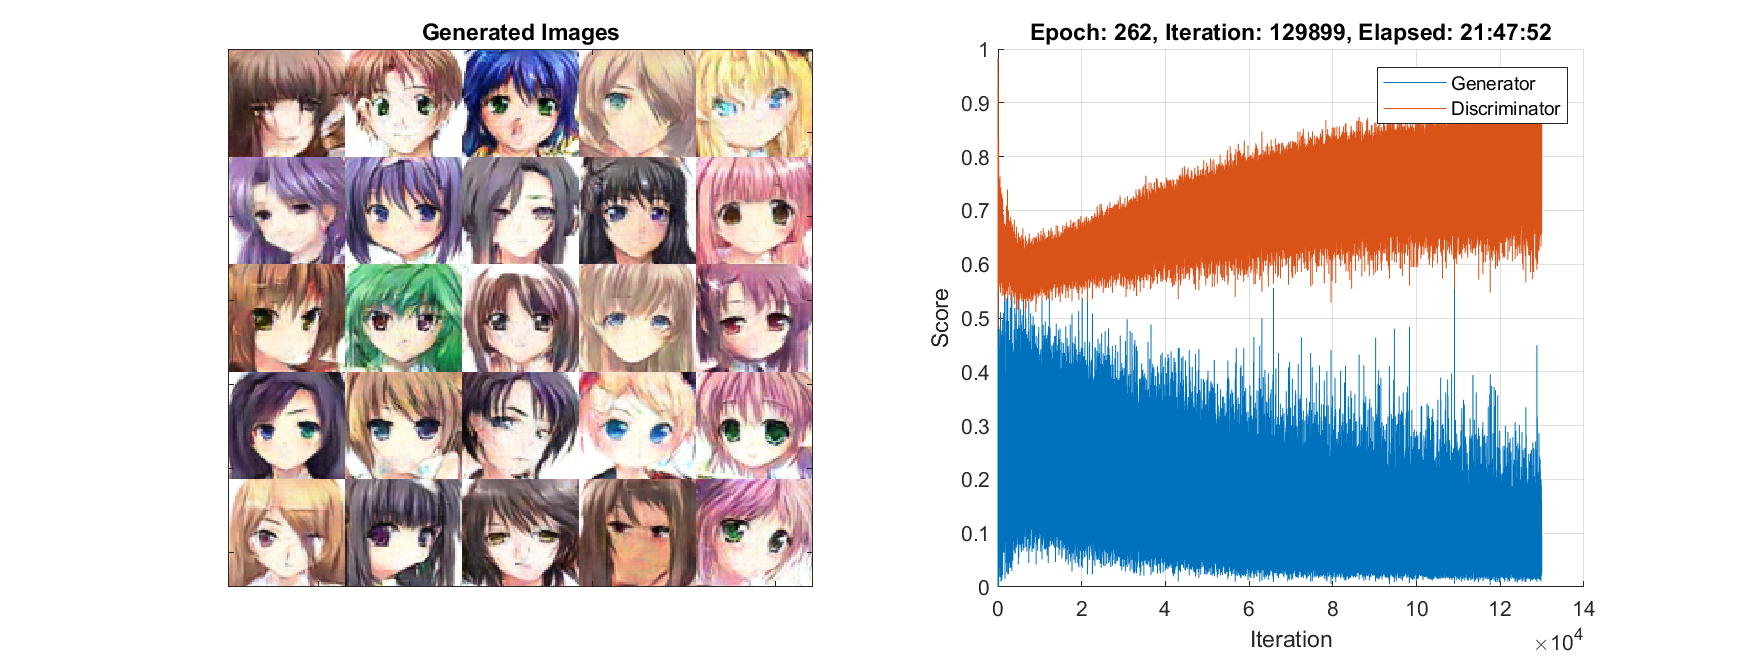 Generated Images
Epoch: 262, Iteration: 129899, Elapsed: 21:47:52
Generator
Discriminator
1
0.9
0.8
0.7
0.6
0.5
0.4
0.3
0.2
0.1
0
Score
0 2 4 6 8 10 12 14
Iteration
×10⁴